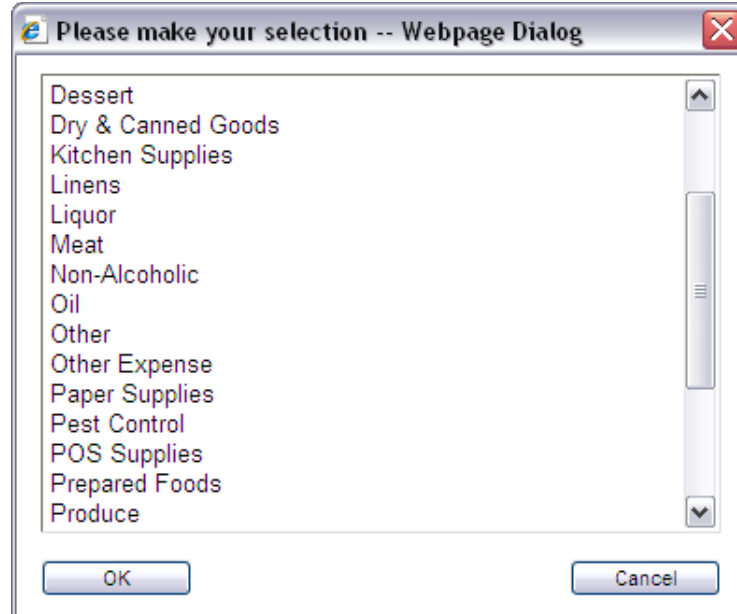 Please make your selection -- Webpage Dialog
Dessert
Dry & Canned Goods
Kitchen Supplies
Linens
Liquor
Meat
Non-Alcoholic
Oil
Other
Other Expense
Paper Supplies
Pest Control
POS Supplies
Prepared Foods
Produce
OK Cancel